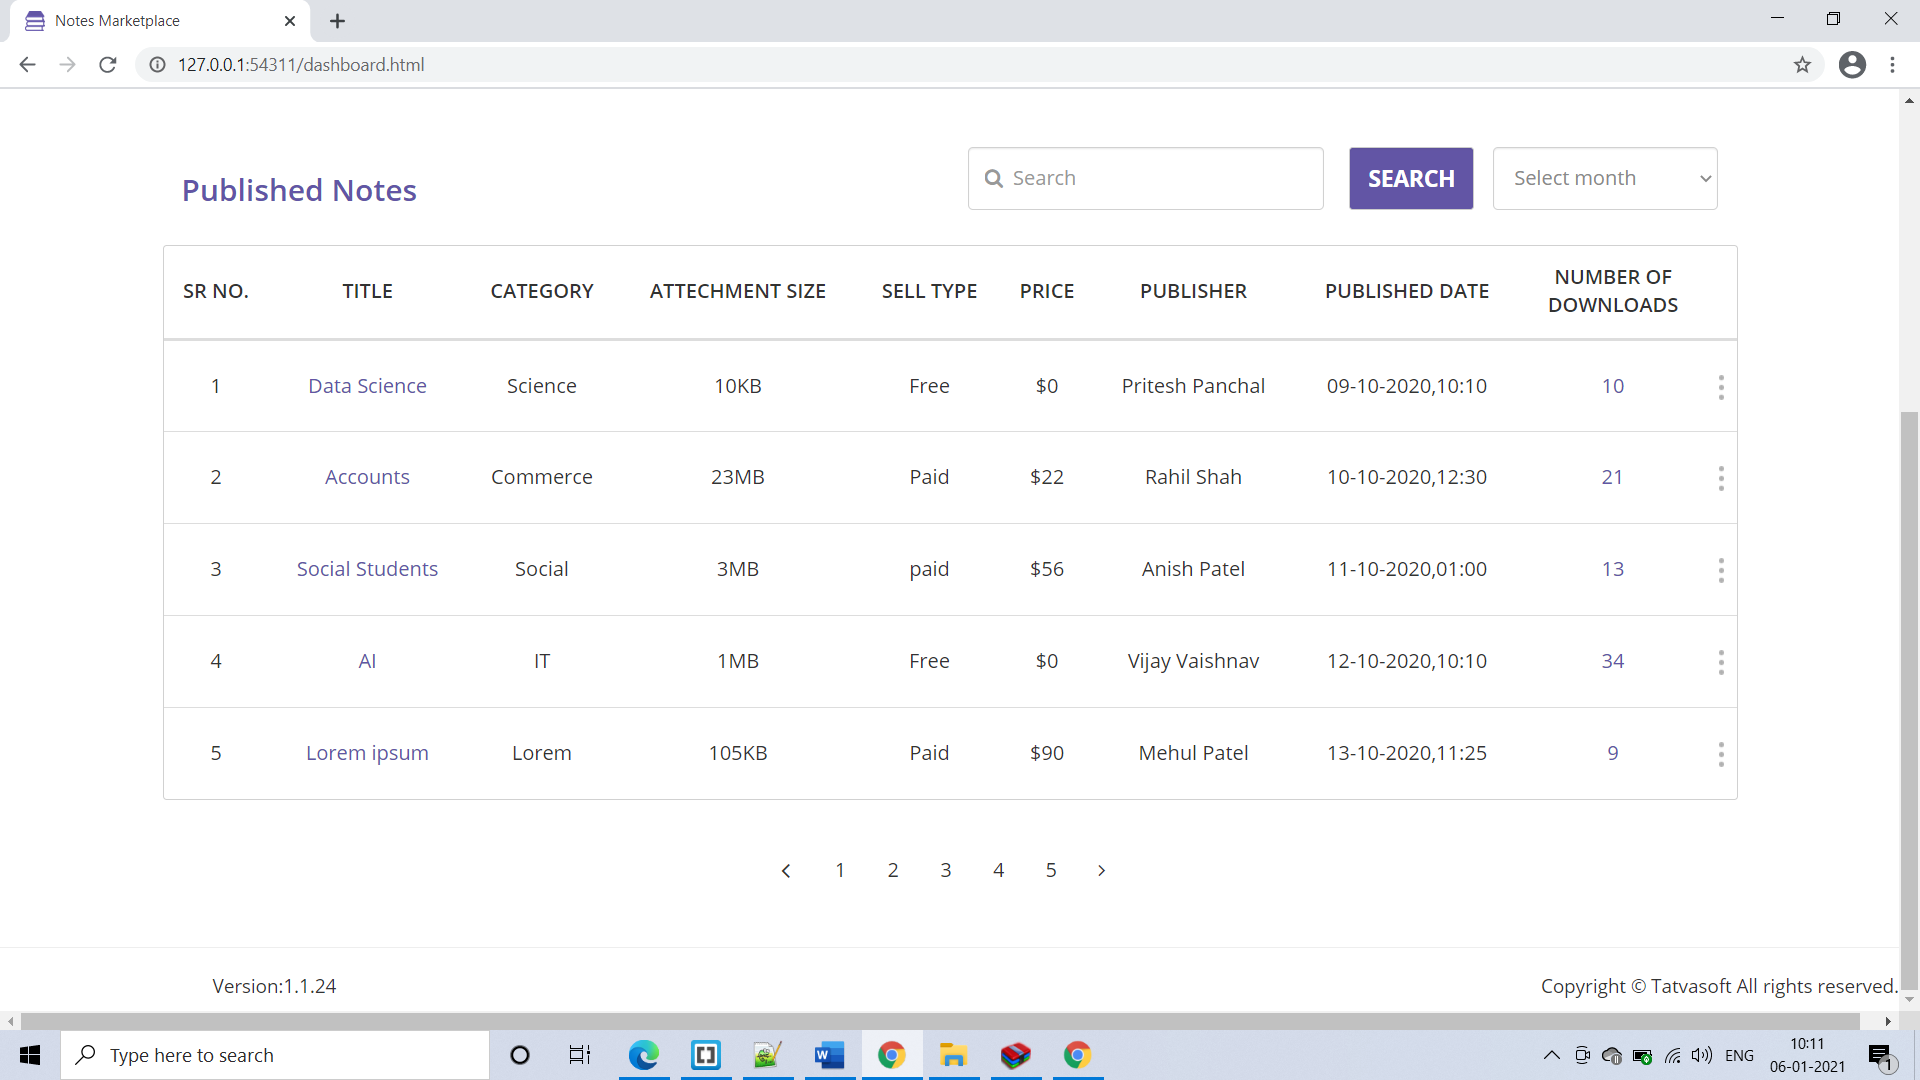 Notes Marketplace
127.0.0.1:54311/dashboard.html
Published Notes
Search
SEARCH
Select month
SR NO. TITLE CATEGORY ATTECHMENT SIZE SELL TYPE PRICE PUBLISHER PUBLISHED DATE NUMBER OF DOWNLOADS
1 Data Science Science 10KB Free $0 Pritesh Panchal 09-10-2020,10:10 10
2 Accounts Commerce 23MB Paid $22 Rahil Shah 10-10-2020,12:30 21
3 Social Students Social 3MB paid $56 Anish Patel 11-10-2020,01:00 13
4 AI IT 1MB Free $0 Vijay Vaishnav 12-10-2020,10:10 34
5 Lorem ipsum Lorem 105KB Paid $90 Mehul Patel 13-10-2020,11:25 9
1 2 3 4 5
Version:1.1.24
Copyright © Tatvasoft All rights reserved.
Type here to search
ENG
10:11
06-01-2021
1